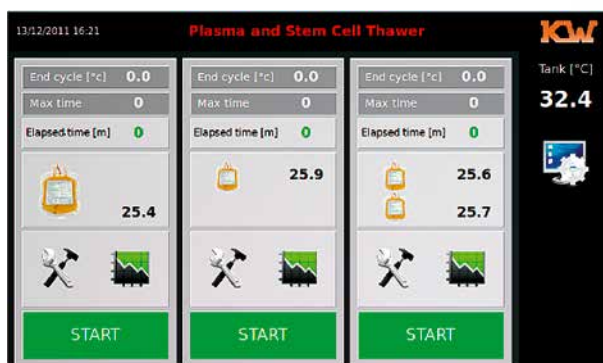 13/12/2011 16:21
Plasma and Stem Cell Thawer
KW
Tank [°C]
32.4
End cycle [°c] 0.0
Max time 0
Elapsed time [m] 0
25.4
START
End cycle [°c] 0.0
Max time 0
Elapsed time [m] 0
25.9
START
End cycle [°c] 0.0
Max time 0
Elapsed time [m] 0
25.6
25.7
START